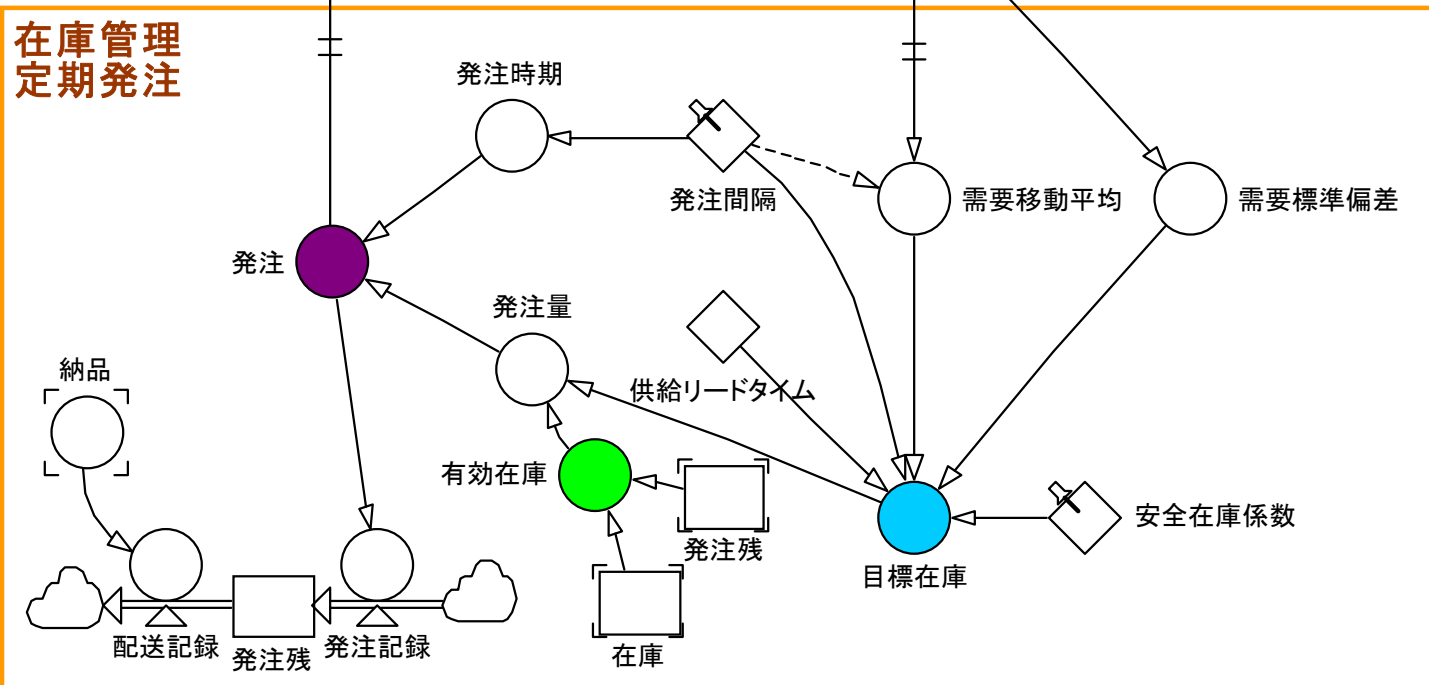 在庫管理
定期発注
発注時期
発注間隔
需要移動平均
需要標準偏差
発注
発注量
納品
供給リードタイム
有効在庫
発注残
安全在庫係数
目標在庫
配送記録
発注残
発注記録
在庫